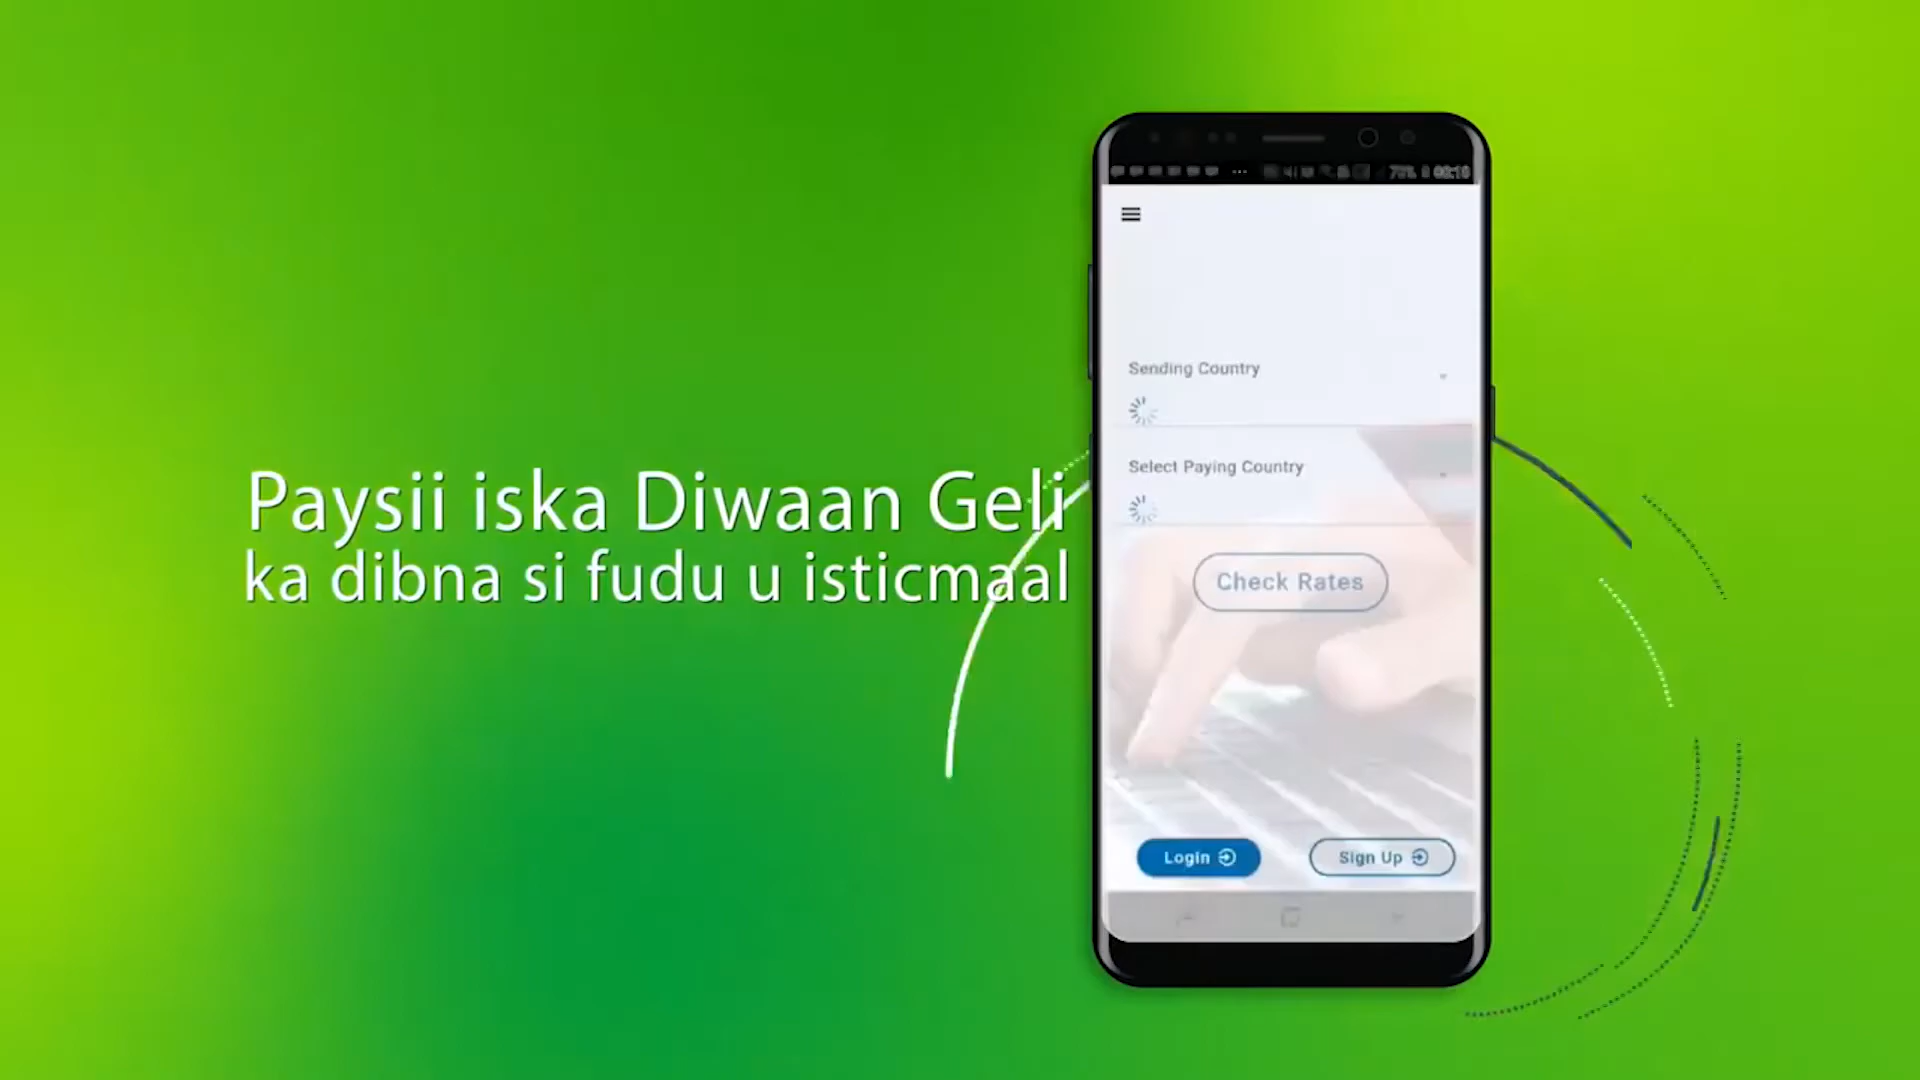 Paysii iska Diwaan Geli
ka dibna si fudu u isticmaal
Sending Country
Select Paying Country
Check Rates
Login
Sign Up